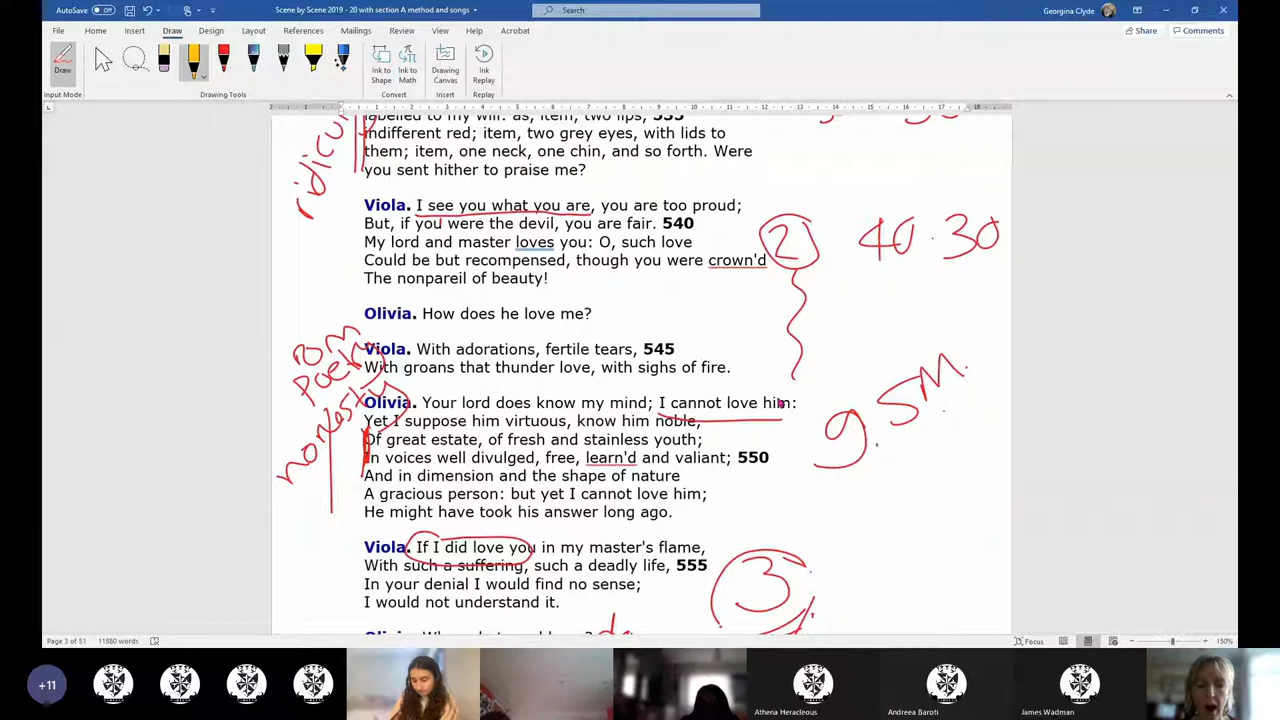 AutoSave Off
Scene by Scene 2019 - 20 with section A method and songs
Search
Georgina Clyde
File Home Insert Draw Design Layout References Mailings Review View Help Acrobat
Share Comments
Draw
Ink to Shape
Ink to Math
Drawing Canvas
Ink Replay
Input Mode
Drawing Tools
Convert
Insert
Replay
labelled to my will: as, item, two lips, 535
indifferent red; item, two grey eyes, with lids to
them; item, one neck, one chin, and so forth. Were
you sent hither to praise me?
Viola. I see you what you are, you are too proud;
But, if you were the devil, you are fair. 540
My lord and master loves you: O, such love
Could be but recompensed, though you were crown'd
The nonpareil of beauty!
2
40.30
Olivia. How does he love me?
Viola. With adorations, fertile tears, 545
With groans that thunder love, with sighs of fire.
Olivia. Your lord does know my mind; I cannot love him:
Yet I suppose him virtuous, know him noble,
Of great estate, of fresh and stainless youth;
In voices well divulged, free, learn'd and valiant; 550
And in dimension and the shape of nature
A gracious person: but yet I cannot love him;
He might have took his answer long ago.
9.5M
Viola. If I did love you in my master's flame,
With such a suffering, such a deadly life, 555
In your denial I would find no sense;
I would not understand it.
3
Page 3 of 51 11880 words
Focus
150%
+11
Athena Heracleous
Andreea Baroti
James Wadman